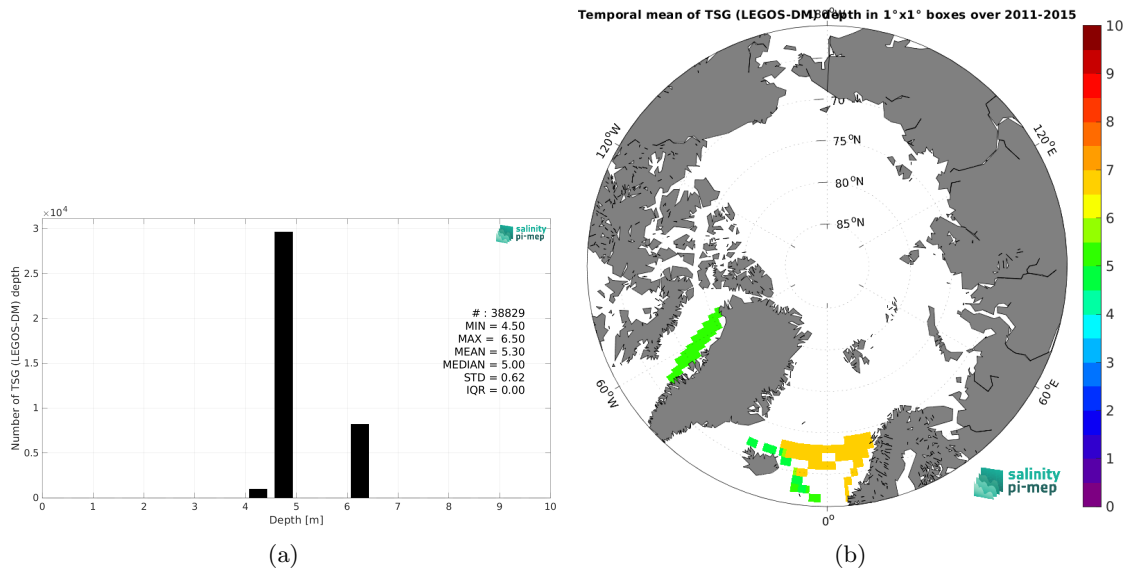 Temporal mean of TSG (LEGOS-DM) depth in 1°x1° boxes over 2011-2015
×10⁴
3
2.5
2
1.5
1
0.5
0
Number of TSG (LEGOS-DM) depth
0 1 2 3 4 5 6 7 8 9 10
Depth [m]
salinity
pi-mep
# : 38829
MIN = 4.50
MAX = 6.50
MEAN = 5.30
MEDIAN = 5.00
STD = 0.62
IQR = 0.00
(a)
180°W
120°W
60°W
0°
60°E
120°E
70
75°N
80°N
85°N
10
9
8
7
6
5
4
3
2
1
0
salinity
pi-mep
(b)